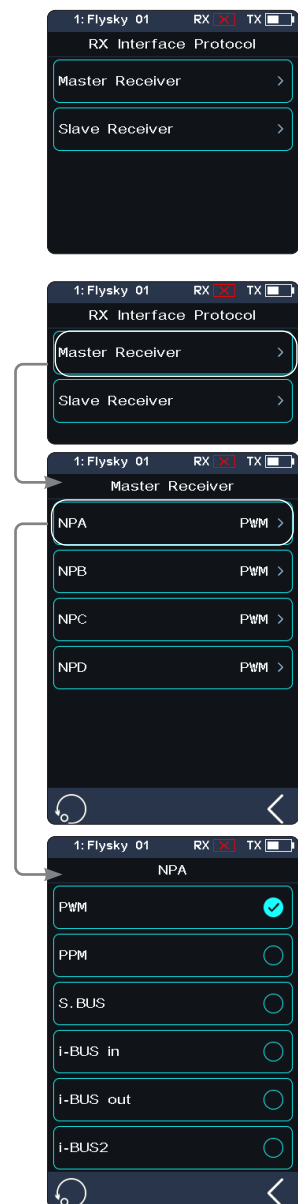 1: Flysky 01 RX TX
RX Interface Protocol
Master Receiver >
Slave Receiver >
1: Flysky 01 RX TX
RX Interface Protocol
Master Receiver >
Slave Receiver >
1: Flysky 01 RX TX
Master Receiver
NPA PWM >
NPB PWM >
NPC PWM >
NPD PWM >
1: Flysky 01 RX TX
NPA
PWM
PPM
S.BUS
i-BUS in
i-BUS out
i-BUS2